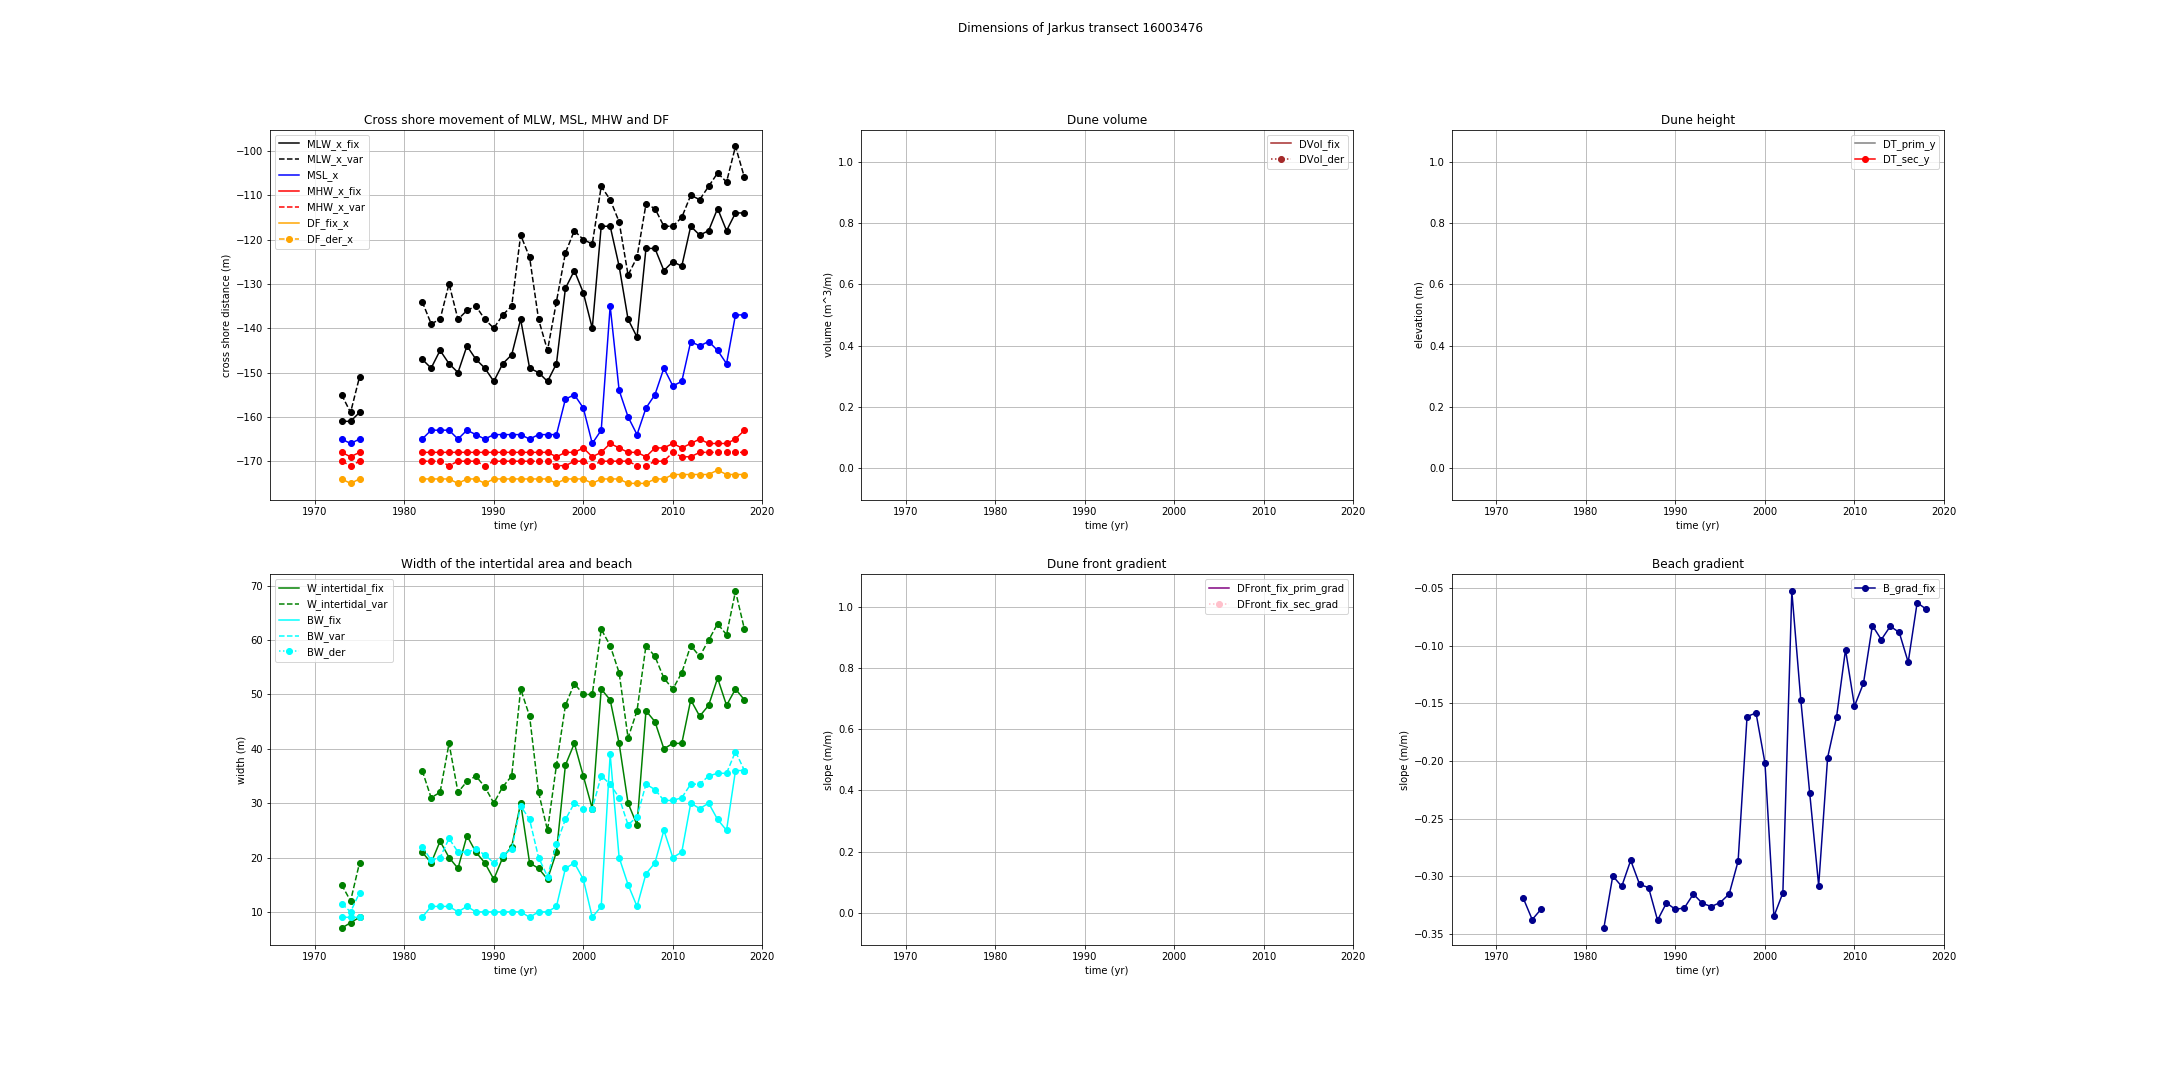 Dimensions of Jarkus transect 16003476
Cross shore movement of MLW, MSL, MHW and DF
MLW_x_fix
MLW_x_var
MSL_x
MHW_x_fix
MHW_x_var
DF_fix_x
DF_der_x
cross shore distance (m)
−100
−110
−120
−130
−140
−150
−160
−170
1970 1980 1990 2000 2010 2020
time (yr)
Dune volume
DVol_fix
DVol_der
volume (m^3/m)
1.0
0.8
0.6
0.4
0.2
0.0
1970 1980 1990 2000 2010 2020
time (yr)
Dune height
DT_prim_y
DT_sec_y
elevation (m)
1.0
0.8
0.6
0.4
0.2
0.0
1970 1980 1990 2000 2010 2020
time (yr)
Width of the intertidal area and beach
W_intertidal_fix
W_intertidal_var
BW_fix
BW_var
BW_der
width (m)
70
60
50
40
30
20
10
1970 1980 1990 2000 2010 2020
time (yr)
Dune front gradient
DFront_fix_prim_grad
DFront_fix_sec_grad
slope (m/m)
1.0
0.8
0.6
0.4
0.2
0.0
1970 1980 1990 2000 2010 2020
time (yr)
Beach gradient
B_grad_fix
slope (m/m)
−0.05
−0.10
−0.15
−0.20
−0.25
−0.30
−0.35
1970 1980 1990 2000 2010 2020
time (yr)